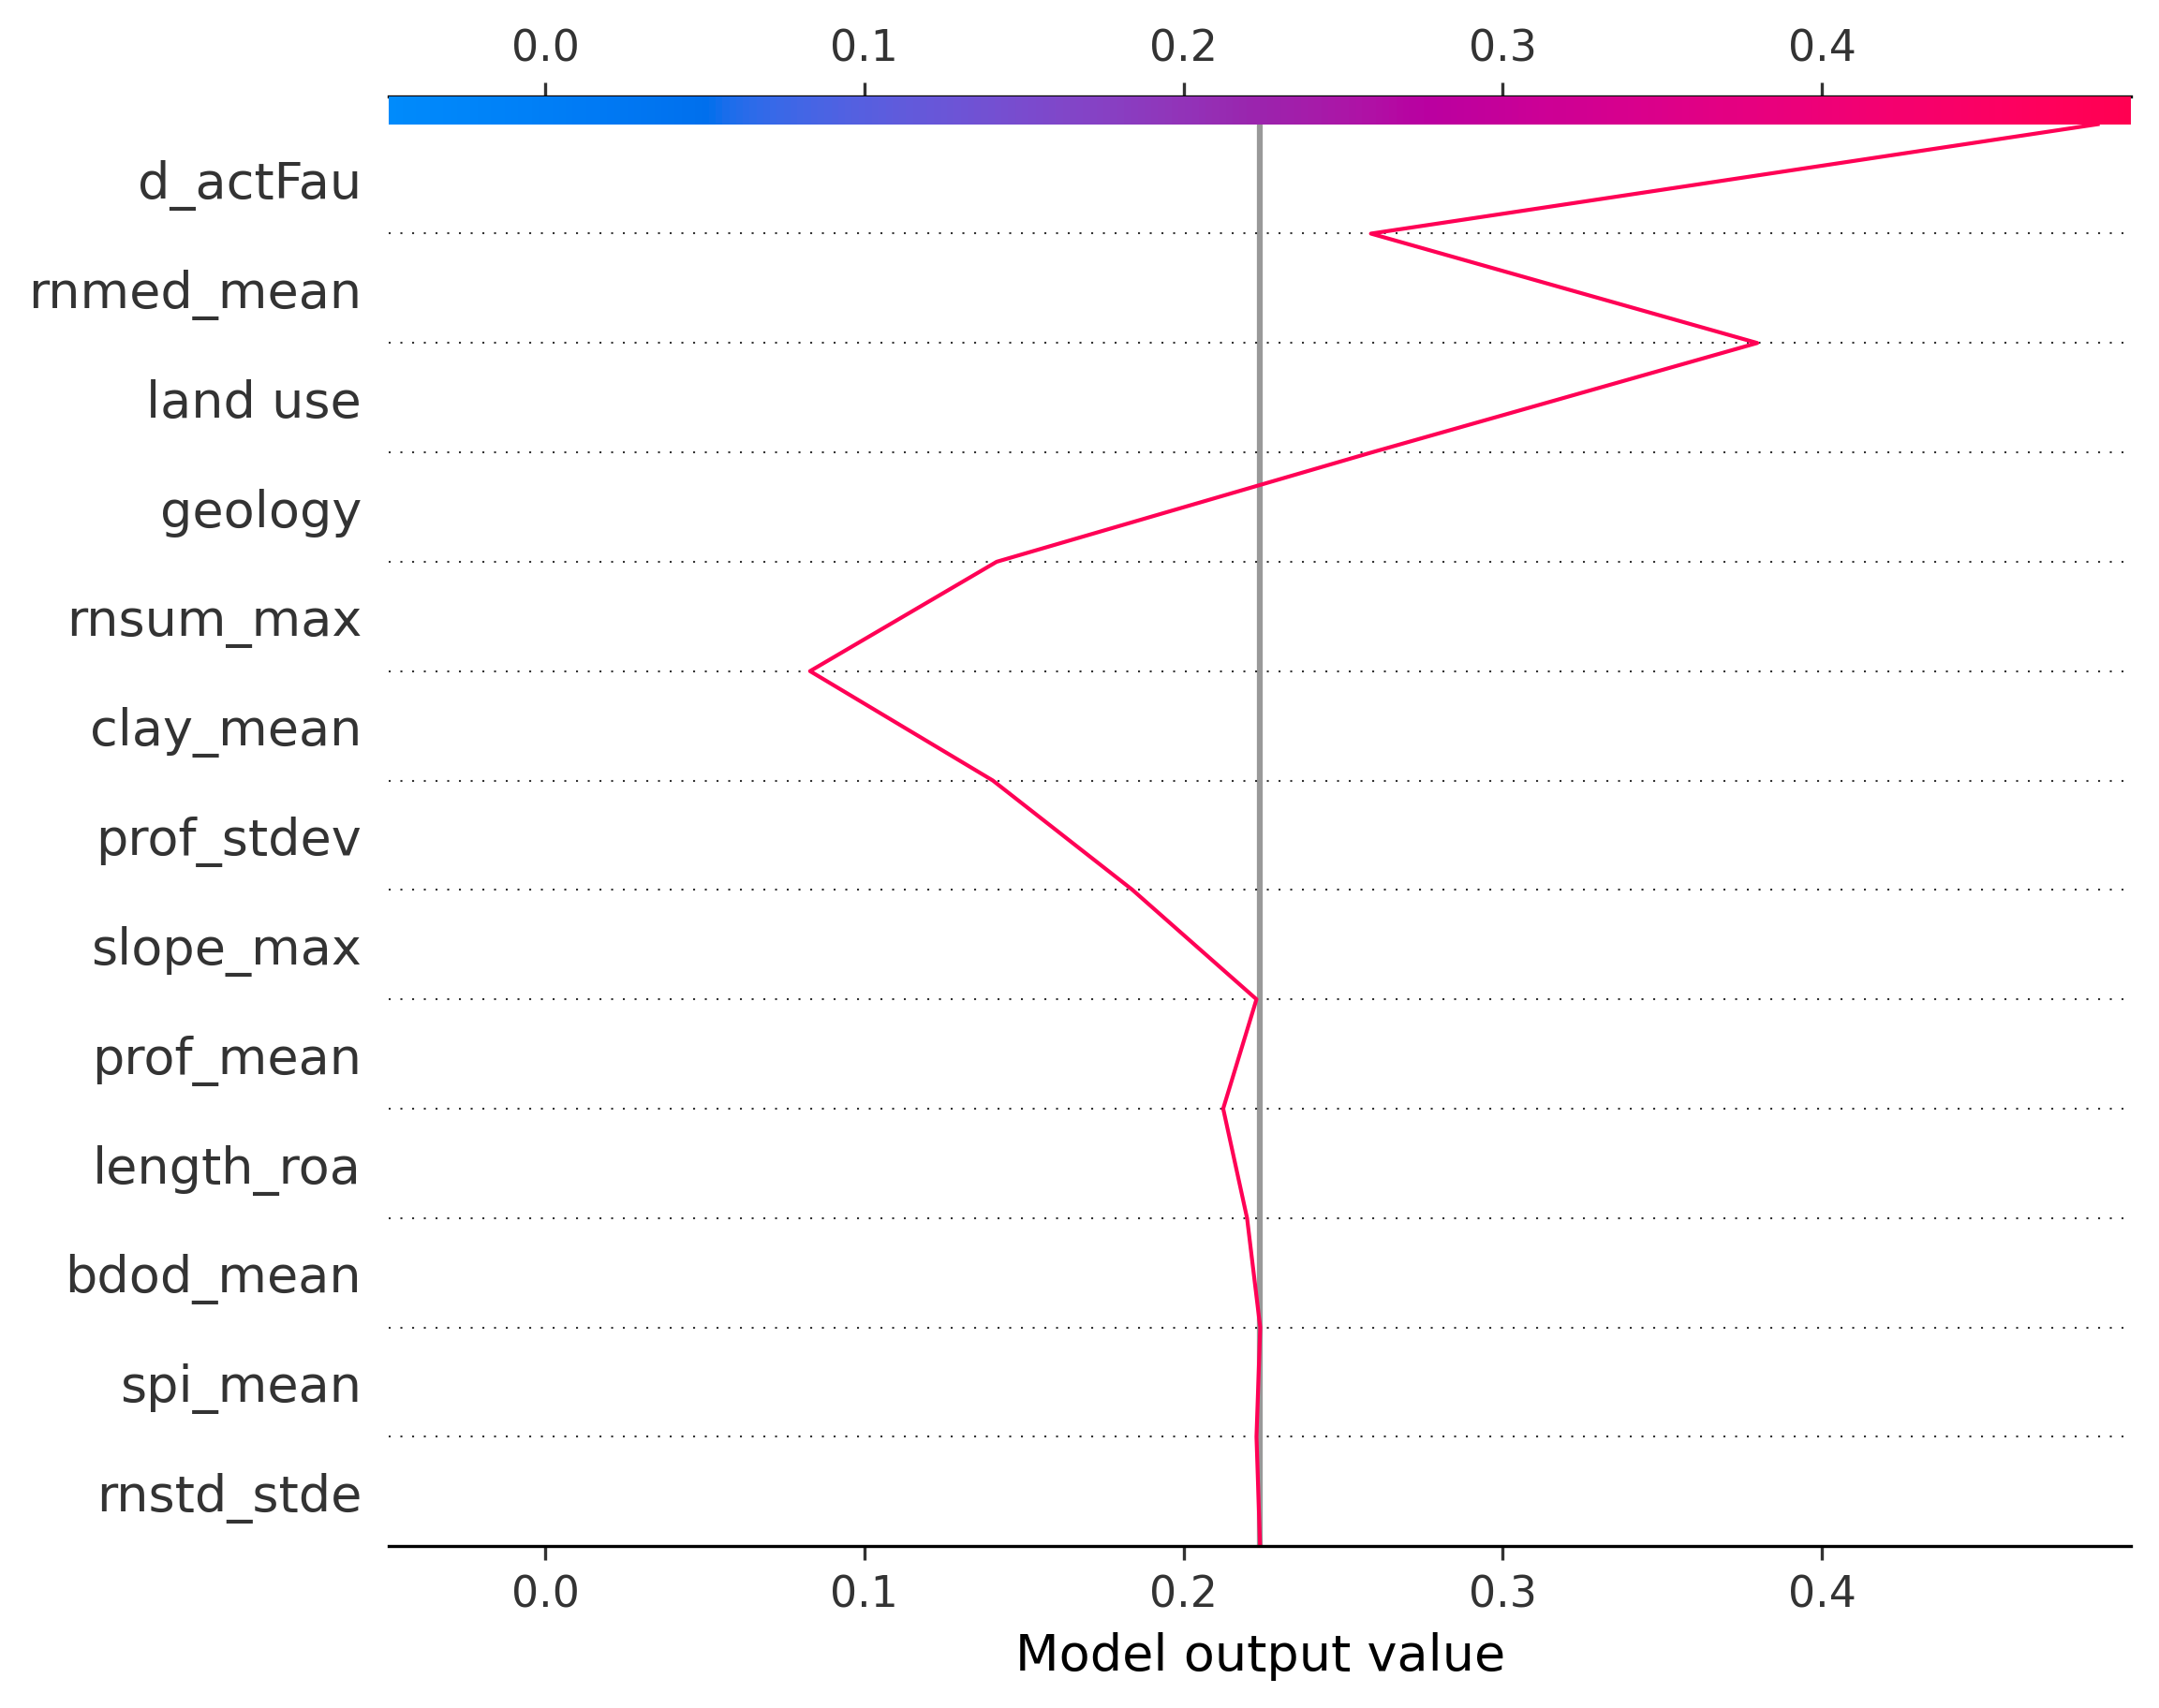 0.0 0.1 0.2 0.3 0.4
d_actFau
rnmed_mean
land use
geology
rnsum_max
clay_mean
prof_stdev
slope_max
prof_mean
length_roa
bdod_mean
spi_mean
rnstd_stde
0.0 0.1 0.2 0.3 0.4
Model output value